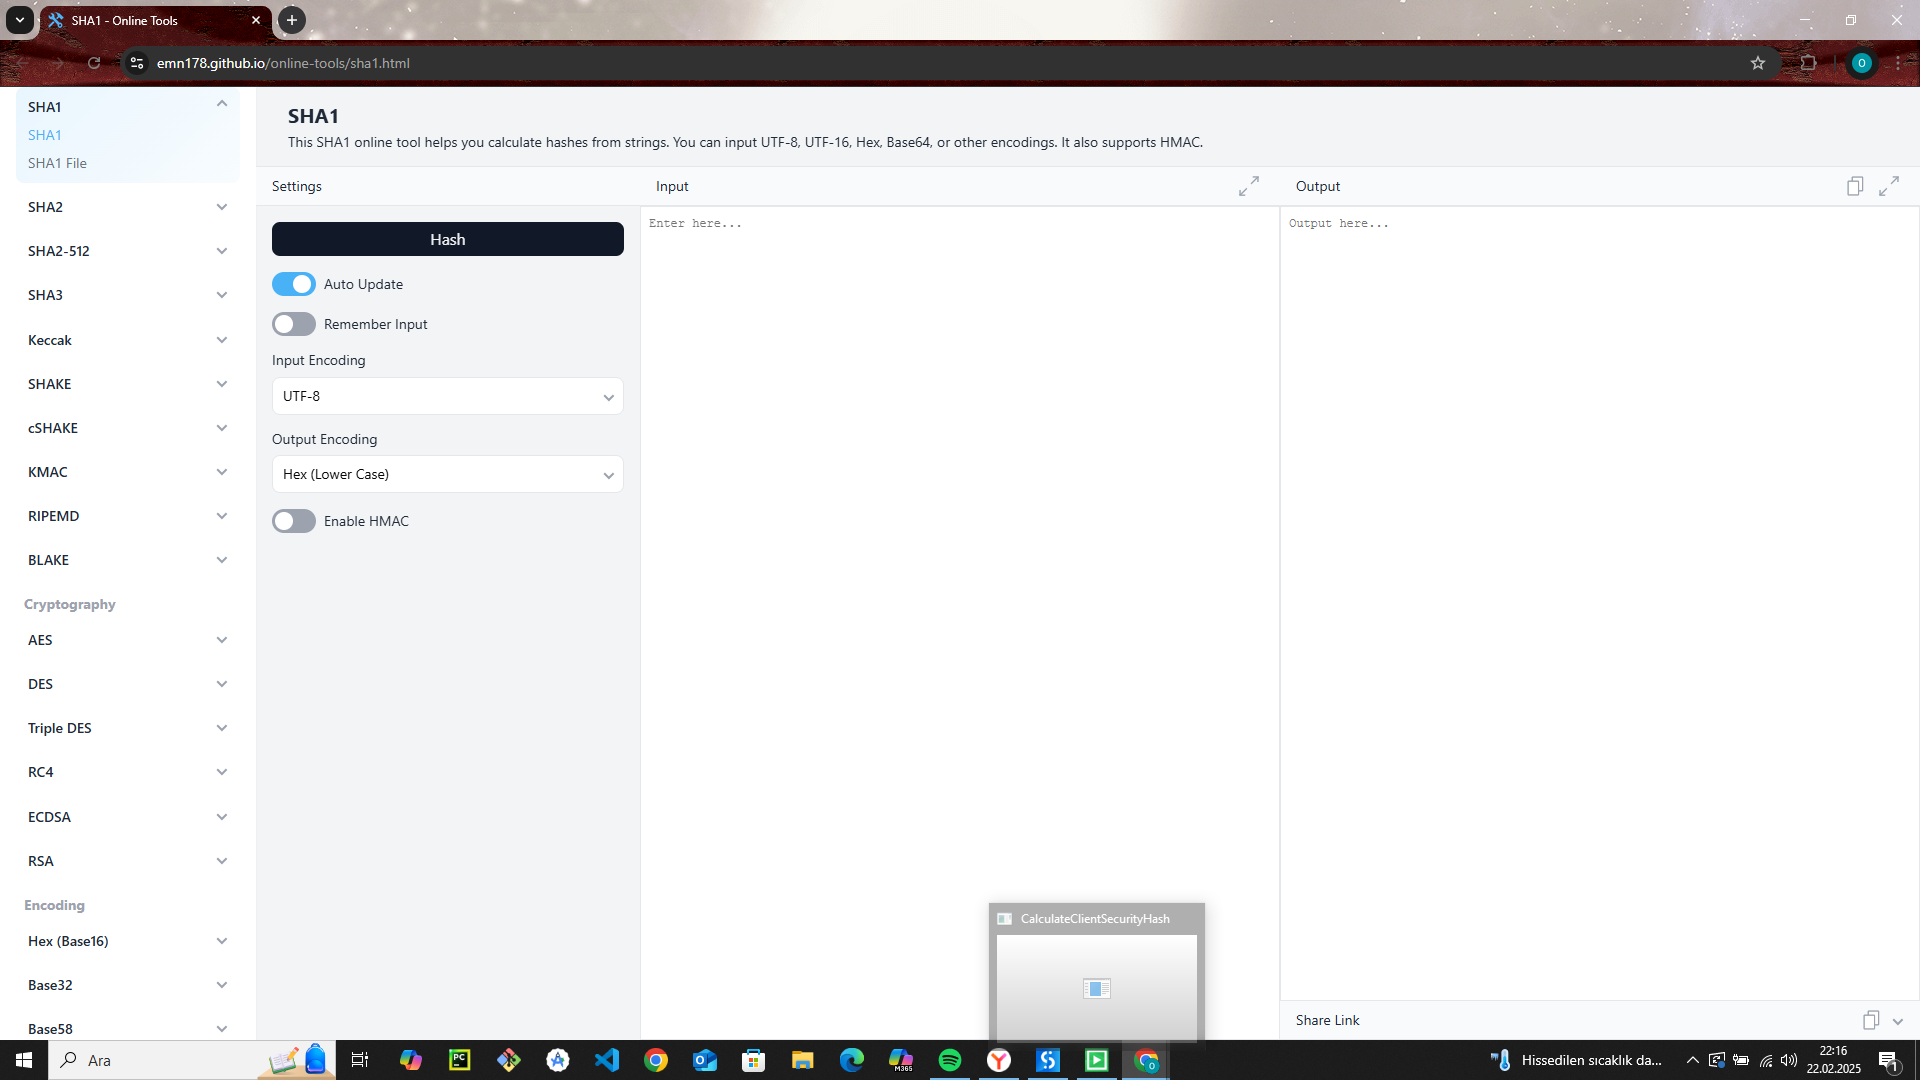 SHA1 - Online Tools
emn178.github.io/online-tools/sha1.html
O
SHA1
SHA1
SHA1 File
SHA2
SHA2-512
SHA3
Keccak
SHAKE
cSHAKE
KMAC
RIPEMD
BLAKE
Cryptography
AES
DES
Triple DES
RC4
ECDSA
RSA
Encoding
Hex (Base16)
Base32
Base58
SHA1
This SHA1 online tool helps you calculate hashes from strings. You can input UTF-8, UTF-16, Hex, Base64, or other encodings. It also supports HMAC.
Settings
Hash
Auto Update
Remember Input
Input Encoding
UTF-8
Output Encoding
Hex (Lower Case)
Enable HMAC
Input
Enter here...
Output
Output here...
Share Link
CalculateClientSecurityHash
Ara
PC
M365
O
Hissedilen sıcaklık da...
22:16
22.02.2025
1